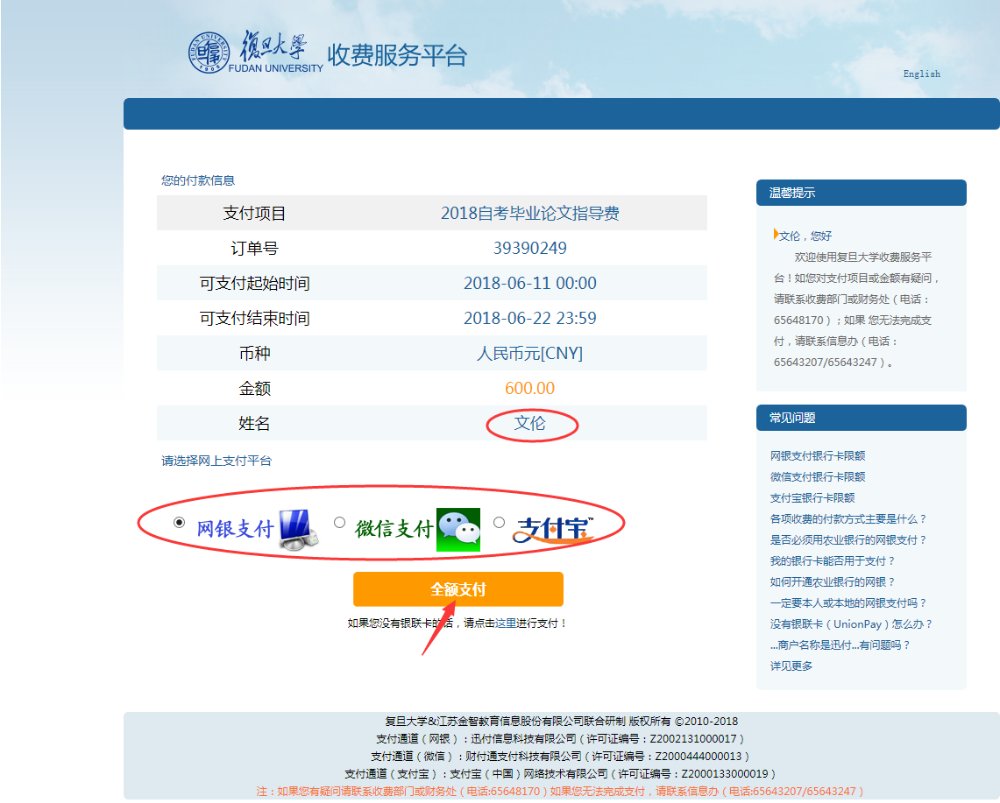 復旦大學
FUDAN UNIVERSITY
收费服务平台
English
您的付款信息
支付项目 2018自考毕业论文指导费
订单号 39390249
可支付起始时间 2018-06-11 00:00
可支付结束时间 2018-06-22 23:59
币种 人民币元[CNY]
金额 600.00
姓名 文伦
请选择网上支付平台
网银支付 微信支付 支付宝™
全额支付
如果您没有银联卡的话，请点击这里进行支付！
温馨提示
文伦，您好
欢迎使用复旦大学收费服务平
台！如您对支付项目或金额有疑问，
请联系收费部门或财务处（电话：
65648170）；如果 您无法完成支
付，请联系信息办（电话：
65643207/65643247）。
常见问题
网银支付银行卡限额
微信支付银行卡限额
支付宝银行卡限额
各项收费的付款方式主要是什么？
是否必须用农业银行的网银支付？
我的银行卡能否用于支付？
如何开通农业银行的网银？
一定要本人或本地的网银支付吗？
没有银联卡（UnionPay）怎么办？
...商户名称是迅付...有问题吗？
详见更多
复旦大学&江苏金智教育信息股份有限公司联合研制 版权所有 ©2010-2018
支付通道（网银）：迅付信息科技有限公司（许可证编号：Z2002131000017）
支付通道（微信）：财付通支付科技有限公司（许可证编号：Z2000444000013）
支付通道（支付宝）：支付宝（中国）网络技术有限公司（许可证编号：Z2000133000019）
注：如果您有疑问请联系收费部门或财务处（电话:65648170）如果您无法完成支付，请联系信息办（电话:65643207/65643247）